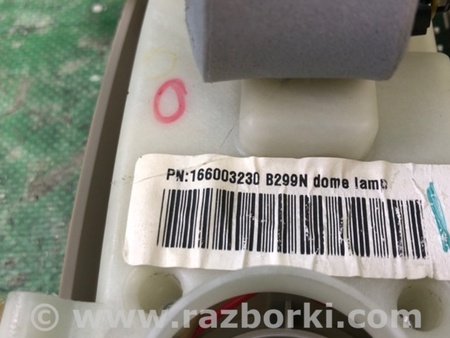 PN:166003230 B299N dome lamp
© www.razborki.com